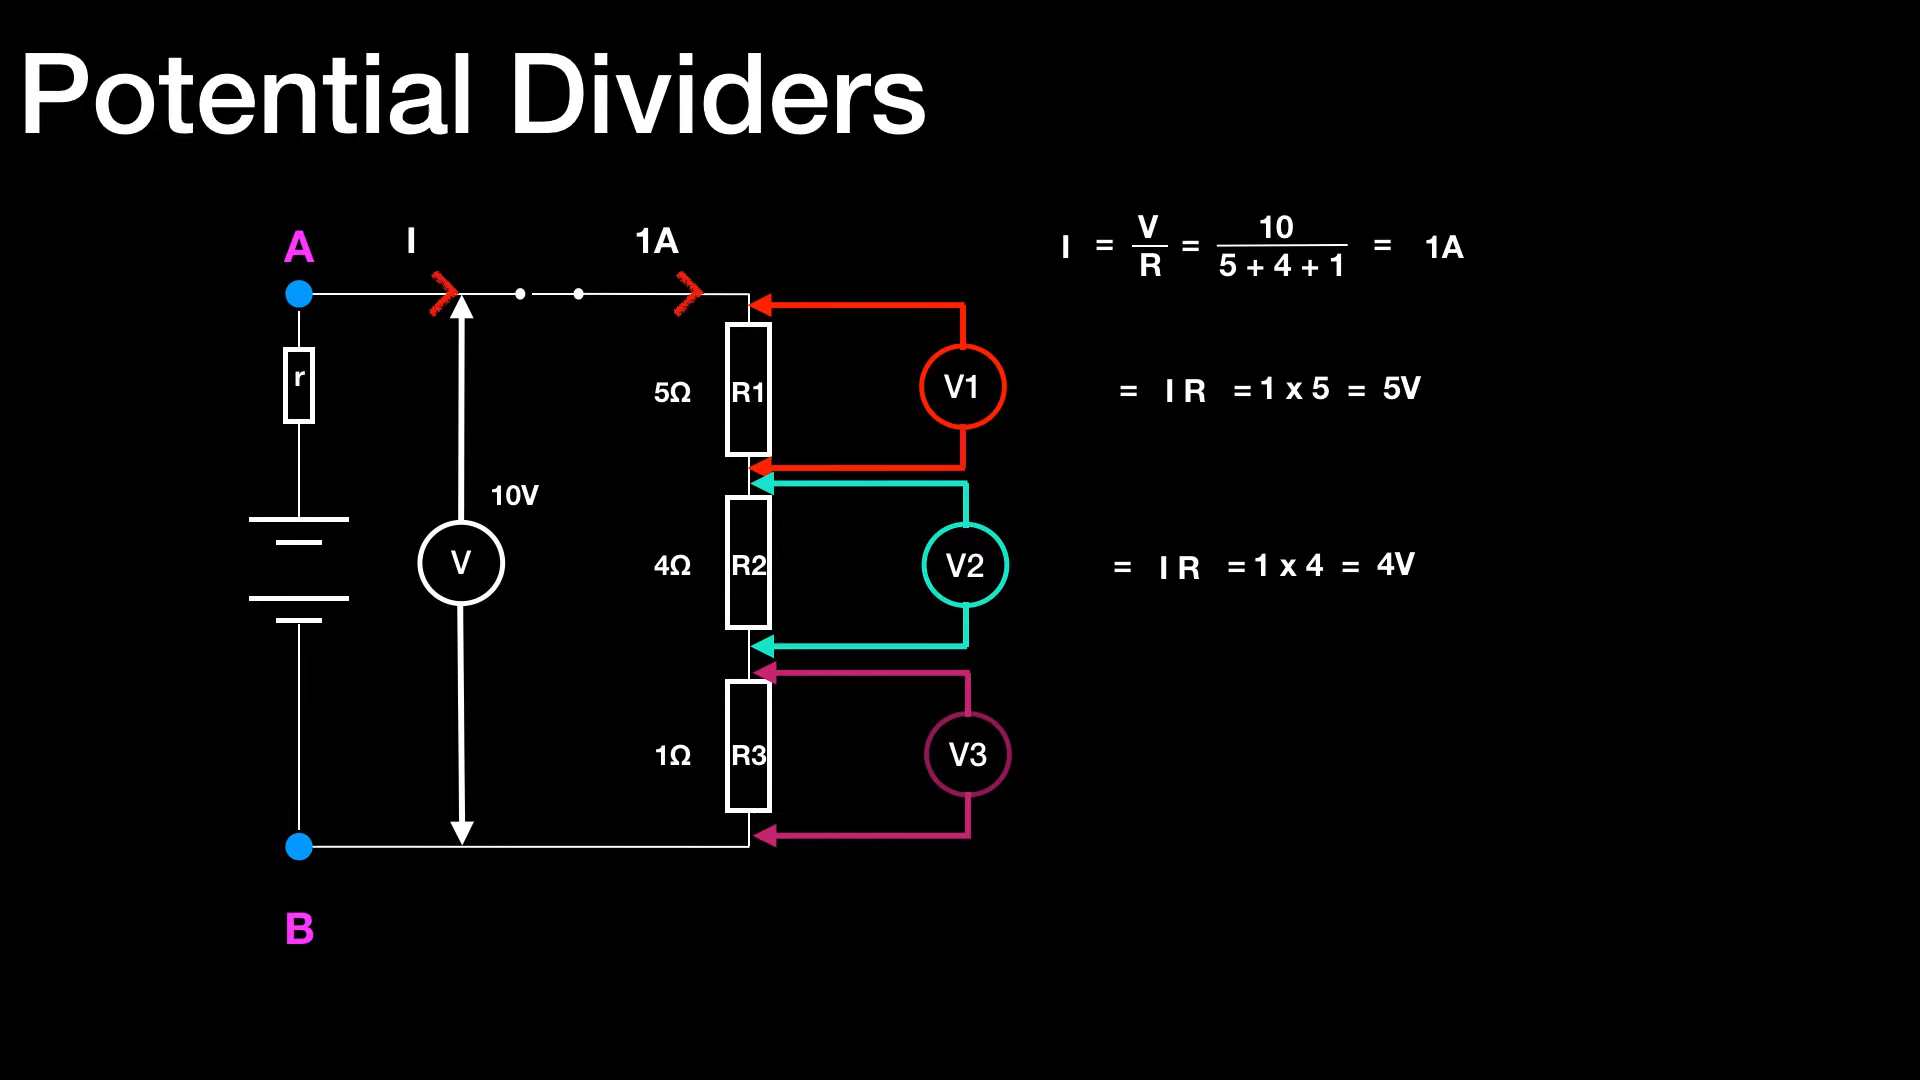 Potential Dividers
A
I
1A
I = V/R = 10/(5 + 4 + 1) = 1A
r
5Ω
R1
V1
= I R = 1 x 5 = 5V
10V
V
4Ω
R2
V2
= I R = 1 x 4 = 4V
1Ω
R3
V3
B